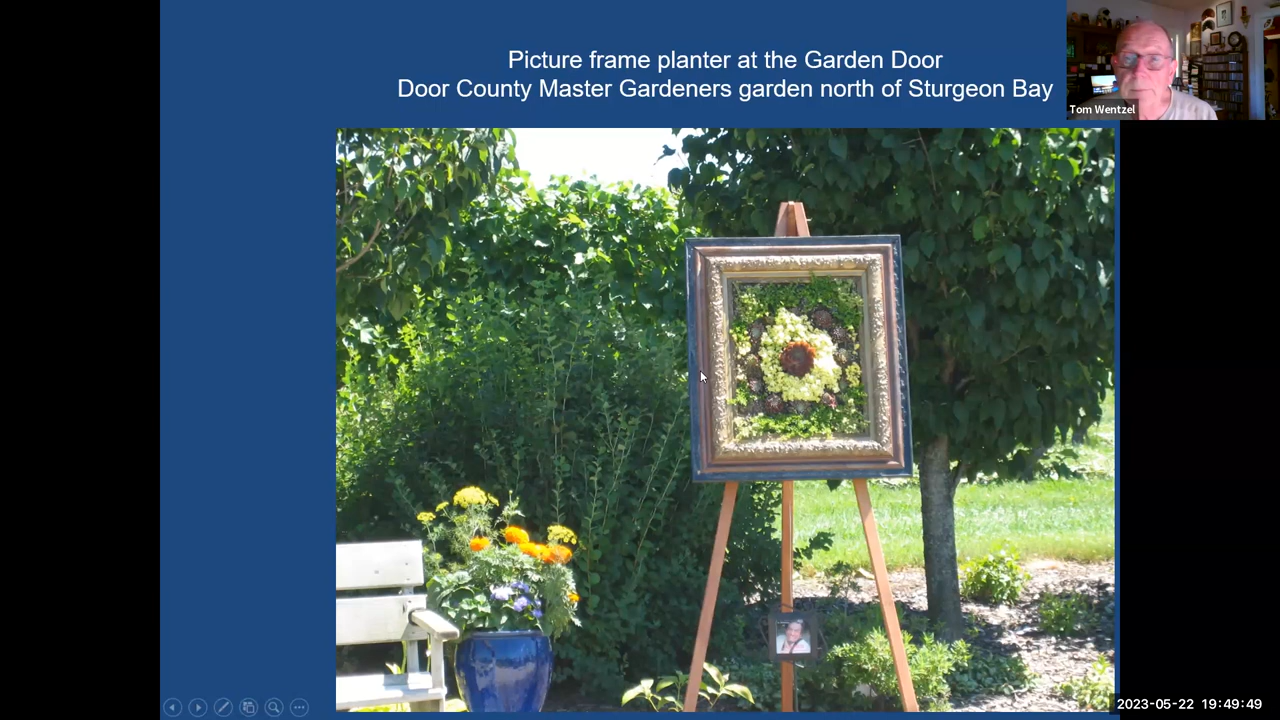 Picture frame planter at the Garden Door
Door County Master Gardeners garden north of Sturgeon Bay
Tom Wentzel
2023-05-22 19:49:49